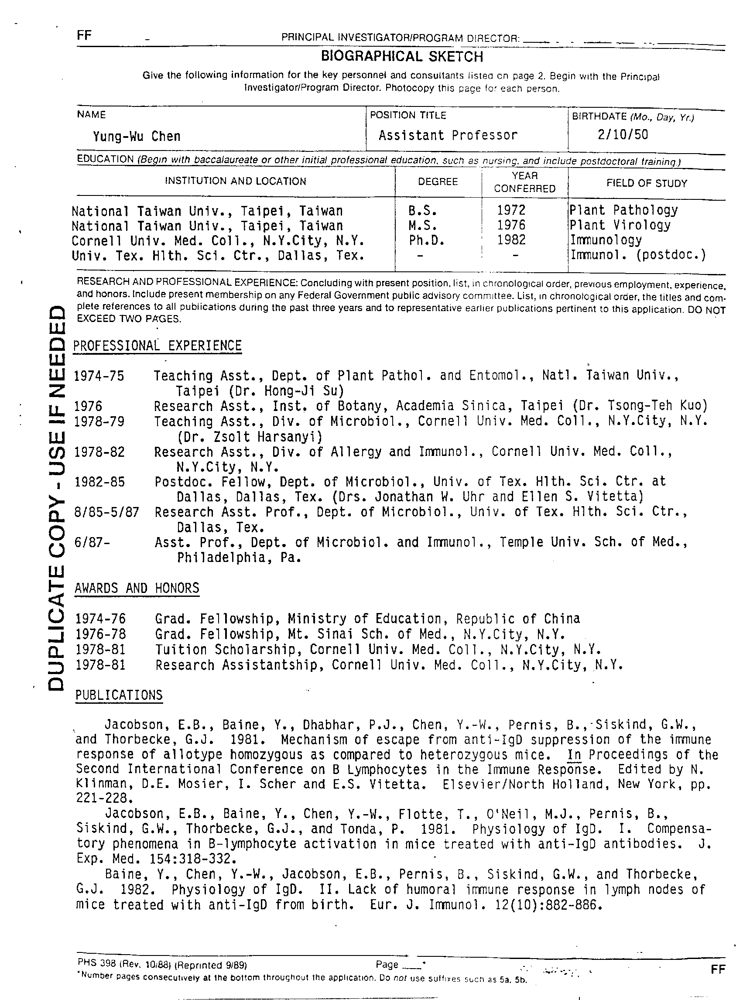 FF
PRINCIPAL INVESTIGATOR/PROGRAM DIRECTOR:
BIOGRAPHICAL SKETCH
Give the following information for the key personnel and consultants listed on page 2. Begin with the Principal
Investigator/Program Director. Photocopy this page for each person.
NAME POSITION TITLE BIRTHDATE (Mo., Day, Yr.)
Yung-Wu Chen Assistant Professor 2/10/50
EDUCATION (Begin with baccalaureate or other initial professional education, such as nursing, and include postdoctoral training.)
INSTITUTION AND LOCATION DEGREE YEAR CONFERRED FIELD OF STUDY
National Taiwan Univ., Taipei, Taiwan B.S. 1972 Plant Pathology
National Taiwan Univ., Taipei, Taiwan M.S. 1976 Plant Virology
Cornell Univ. Med. Coll., N.Y.City, N.Y. Ph.D. 1982 Immunology
Univ. Tex. Hlth. Sci. Ctr., Dallas, Tex. - - Immunol. (postdoc.)
RESEARCH AND PROFESSIONAL EXPERIENCE: Concluding with present position, list, in chronological order, previous employment, experience,
and honors. Include present membership on any Federal Government public advisory committee. List, in chronological order, the titles and com-
plete references to all publications during the past three years and to representative earlier publications pertinent to this application. DO NOT
EXCEED TWO PAGES.
DUPLICATE COPY - USE IF NEEDED
PROFESSIONAL EXPERIENCE
1974-75 Teaching Asst., Dept. of Plant Pathol. and Entomol., Natl. Taiwan Univ.,
Taipei (Dr. Hong-Ji Su)
1976 Research Asst., Inst. of Botany, Academia Sinica, Taipei (Dr. Tsong-Teh Kuo)
1978-79 Teaching Asst., Div. of Microbiol., Cornell Univ. Med. Coll., N.Y.City, N.Y.
(Dr. Zsolt Harsanyi)
1978-82 Research Asst., Div. of Allergy and Immunol., Cornell Univ. Med. Coll.,
N.Y.City, N.Y.
1982-85 Postdoc. Fellow, Dept. of Microbiol., Univ. of Tex. Hlth. Sci. Ctr. at
Dallas, Dallas, Tex. (Drs. Jonathan W. Uhr and Ellen S. Vitetta)
8/85-5/87 Research Asst. Prof., Dept. of Microbiol., Univ. of Tex. Hlth. Sci. Ctr.,
Dallas, Tex.
6/87- Asst. Prof., Dept. of Microbiol. and Immunol., Temple Univ. Sch. of Med.,
Philadelphia, Pa.
AWARDS AND HONORS
1974-76 Grad. Fellowship, Ministry of Education, Republic of China
1976-78 Grad. Fellowship, Mt. Sinai Sch. of Med., N.Y.City, N.Y.
1978-81 Tuition Scholarship, Cornell Univ. Med. Coll., N.Y.City, N.Y.
1978-81 Research Assistantship, Cornell Univ. Med. Coll., N.Y.City, N.Y.
PUBLICATIONS
Jacobson, E.B., Baine, Y., Dhabhar, P.J., Chen, Y.-W., Pernis, B., Siskind, G.W.,
and Thorbecke, G.J. 1981. Mechanism of escape from anti-IgD suppression of the immune
response of allotype homozygous as compared to heterozygous mice. In Proceedings of the
Second International Conference on B Lymphocytes in the Immune Response. Edited by N.
Klinman, D.E. Mosier, I. Scher and E.S. Vitetta. Elsevier/North Holland, New York, pp.
221-228.
Jacobson, E.B., Baine, Y., Chen, Y.-W., Flotte, T., O'Neil, M.J., Pernis, B.,
Siskind, G.W., Thorbecke, G.J., and Tonda, P. 1981. Physiology of IgD. I. Compensa-
tory phenomena in B-lymphocyte activation in mice treated with anti-IgD antibodies. J.
Exp. Med. 154:318-332.
Baine, Y., Chen, Y.-W., Jacobson, E.B., Pernis, B., Siskind, G.W., and Thorbecke,
G.J. 1982. Physiology of IgD. II. Lack of humoral immune response in lymph nodes of
mice treated with anti-IgD from birth. Eur. J. Immunol. 12(10):882-886.
PHS 398 (Rev. 10/88) (Reprinted 9/89) Page ___* FF
*Number pages consecutively at the bottom throughout the application. Do not use suffixes such as 5a, 5b.